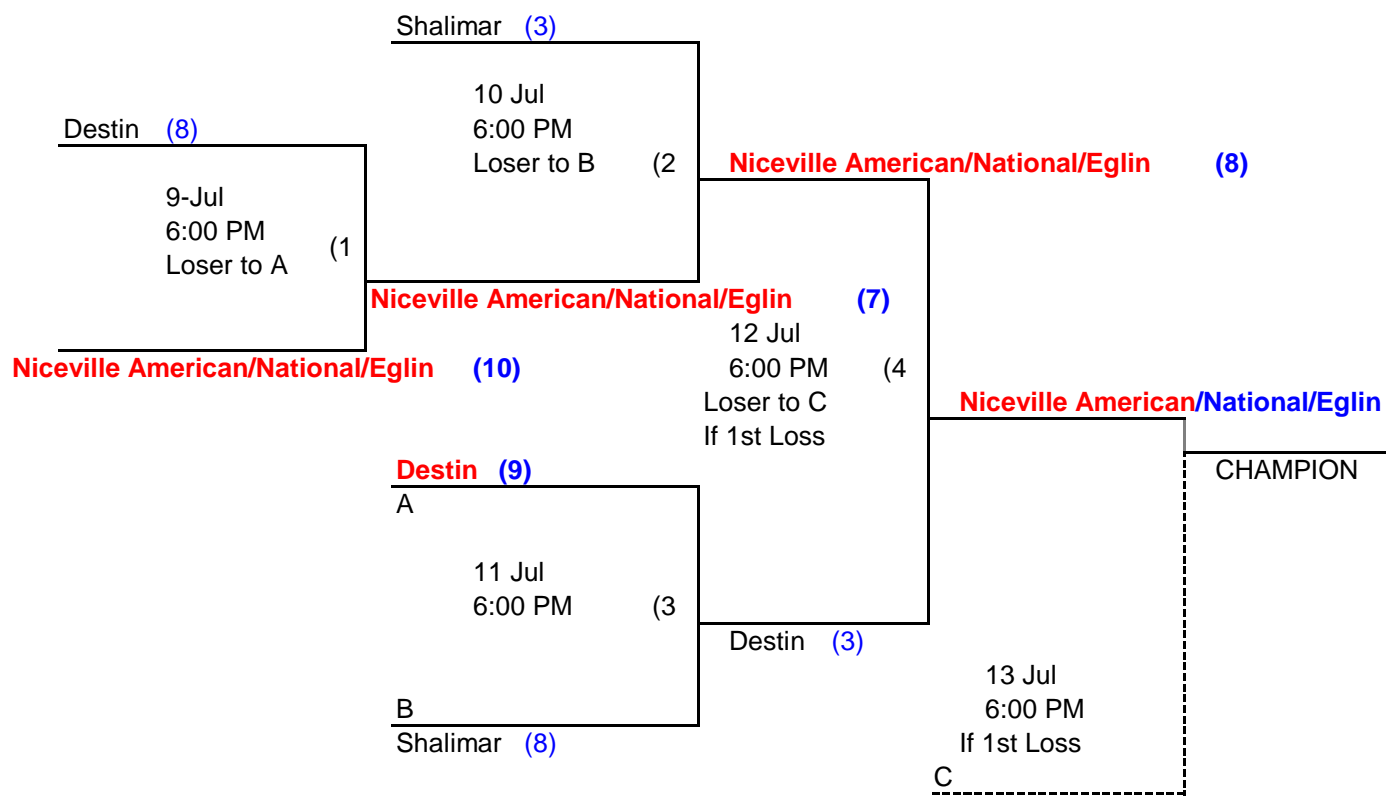 Shalimar (3)
10 Jul
6:00 PM
Loser to B (2
Destin (8)
9-Jul
6:00 PM
Loser to A (1
Niceville American/National/Eglin (8)
Niceville American/National/Eglin (7)
Niceville American/National/Eglin (10)
12 Jul
6:00 PM (4
Loser to C
If 1st Loss
Niceville American/National/Eglin
CHAMPION
Destin (9)
A
11 Jul
6:00 PM (3
Destin (3)
B
Shalimar (8)
13 Jul
6:00 PM
If 1st Loss
C